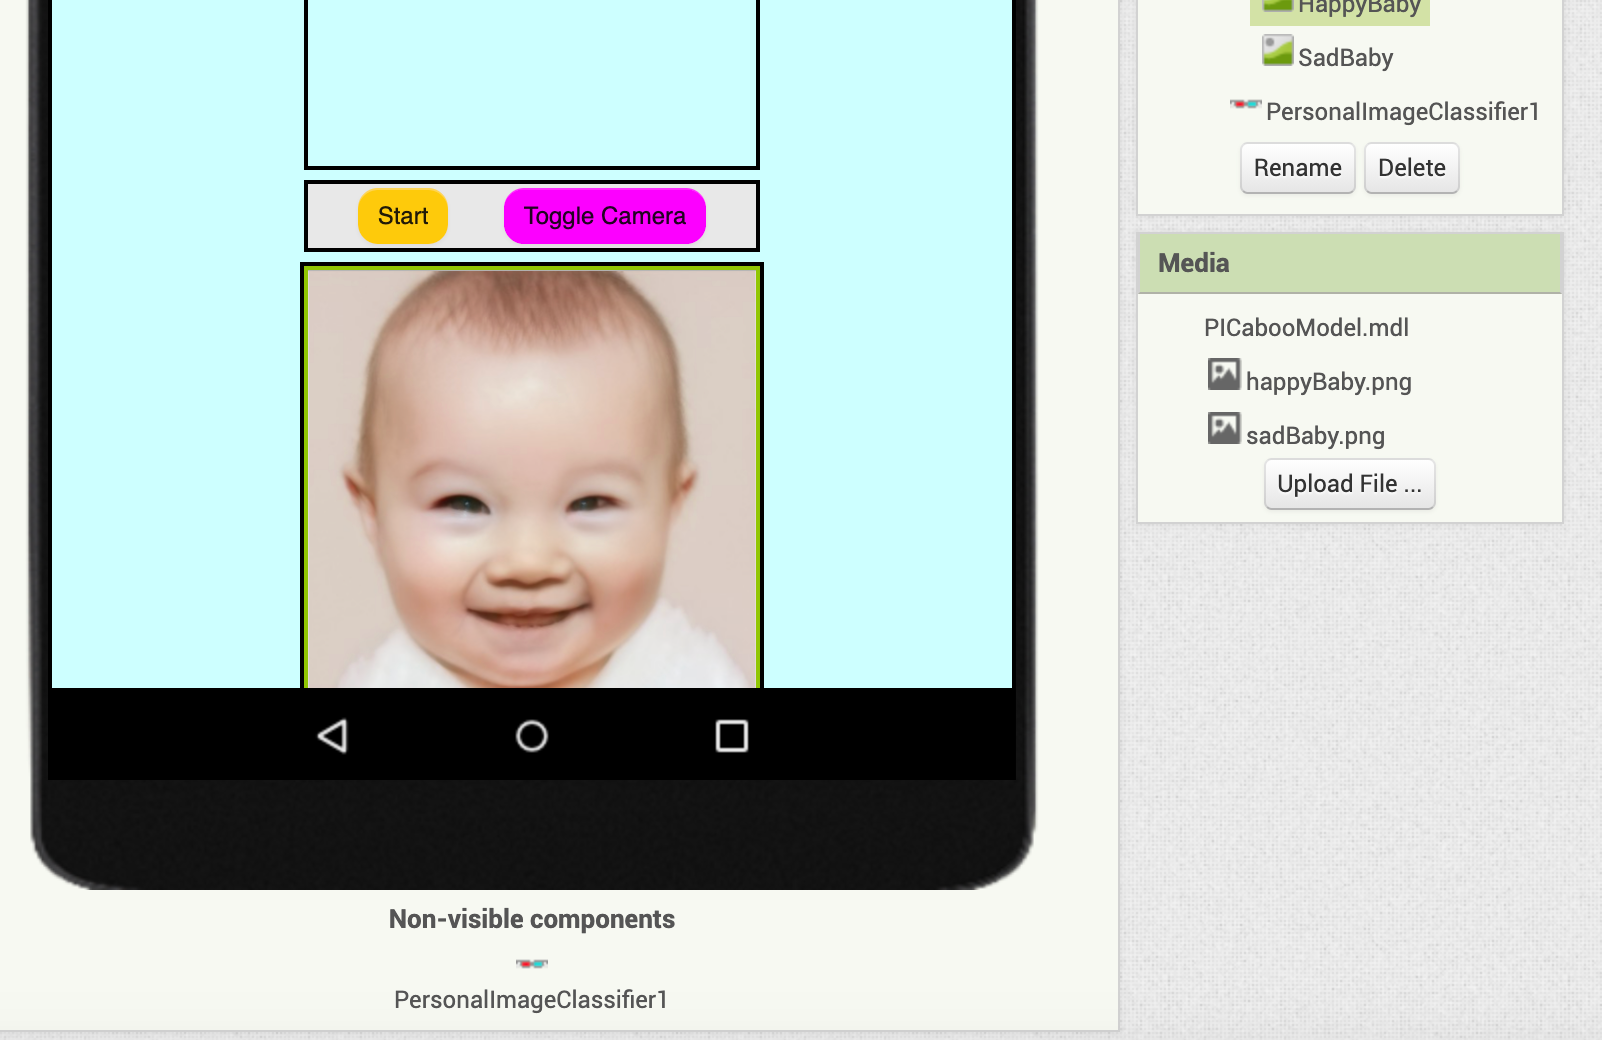 HappyBaby
SadBaby
PersonalImageClassifier1
Rename Delete
Start Toggle Camera
Media
PICabooModel.mdl
happyBaby.png
sadBaby.png
Upload File ...
Non-visible components
PersonalImageClassifier1